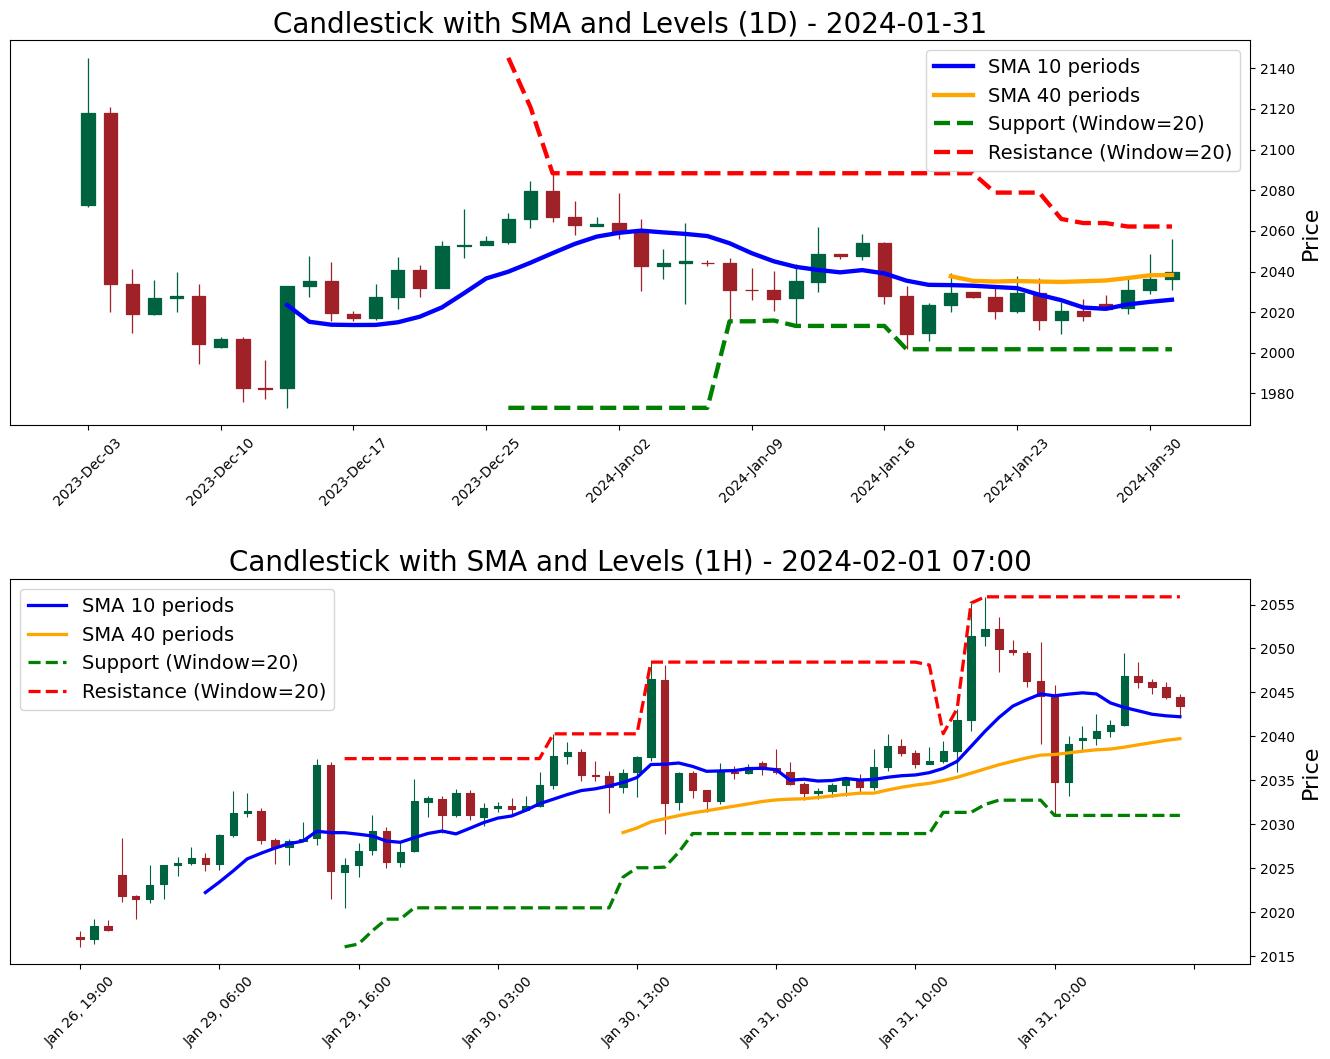 Candlestick with SMA and Levels (1D) - 2024-01-31
SMA 10 periods
SMA 40 periods
Support (Window=20)
Resistance (Window=20)
2140
2120
2100
2080
2060
2040
2020
2000
1980
Price
2023-Dec-03
2023-Dec-10
2023-Dec-17
2023-Dec-25
2024-Jan-02
2024-Jan-09
2024-Jan-16
2024-Jan-23
2024-Jan-30
Candlestick with SMA and Levels (1H) - 2024-02-01 07:00
SMA 10 periods
SMA 40 periods
Support (Window=20)
Resistance (Window=20)
2055
2050
2045
2040
2035
2030
2025
2020
2015
Price
Jan 26, 19:00
Jan 29, 06:00
Jan 29, 16:00
Jan 30, 03:00
Jan 30, 13:00
Jan 31, 00:00
Jan 31, 10:00
Jan 31, 20:00